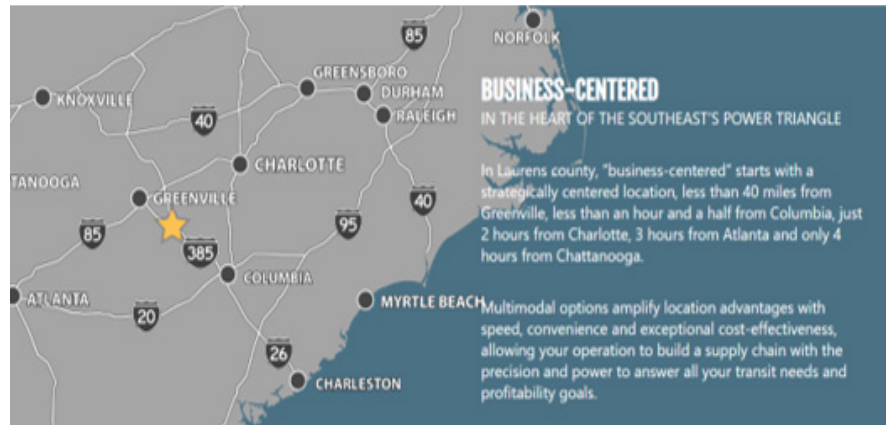 85
NORFOLK
GREENSBORO
DURHAM
KNOXVILLE
RALEIGH
40
CHARLOTTE
TANOOGA
GREENVILLE
40
85
95
385
COLUMBIA
ATLANTA
MYRTLE BEACH
20
26
CHARLESTON
BUSINESS-CENTERED
IN THE HEART OF THE SOUTHEAST'S POWER TRIANGLE
In Laurens county, "business-centered" starts with a
strategically centered location, less than 40 miles from
Greenville, less than an hour and a half from Columbia, just
2 hours from Charlotte, 3 hours from Atlanta and only 4
hours from Chattanooga.
Multimodal options amplify location advantages with
speed, convenience and exceptional cost-effectiveness,
allowing your operation to build a supply chain with the
precision and power to answer all your transit needs and
profitability goals.